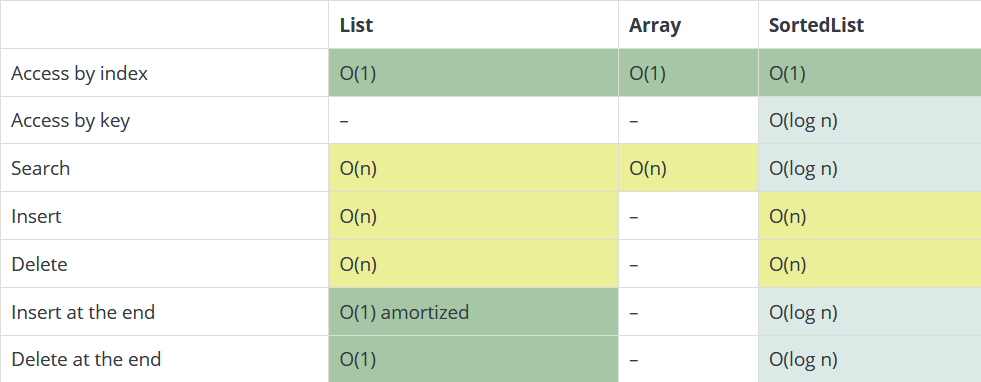 List Array SortedList
Access by index O(1) O(1) O(1)
Access by key – – O(log n)
Search O(n) O(n) O(log n)
Insert O(n) – O(n)
Delete O(n) – O(n)
Insert at the end O(1) amortized – O(log n)
Delete at the end O(1) – O(log n)